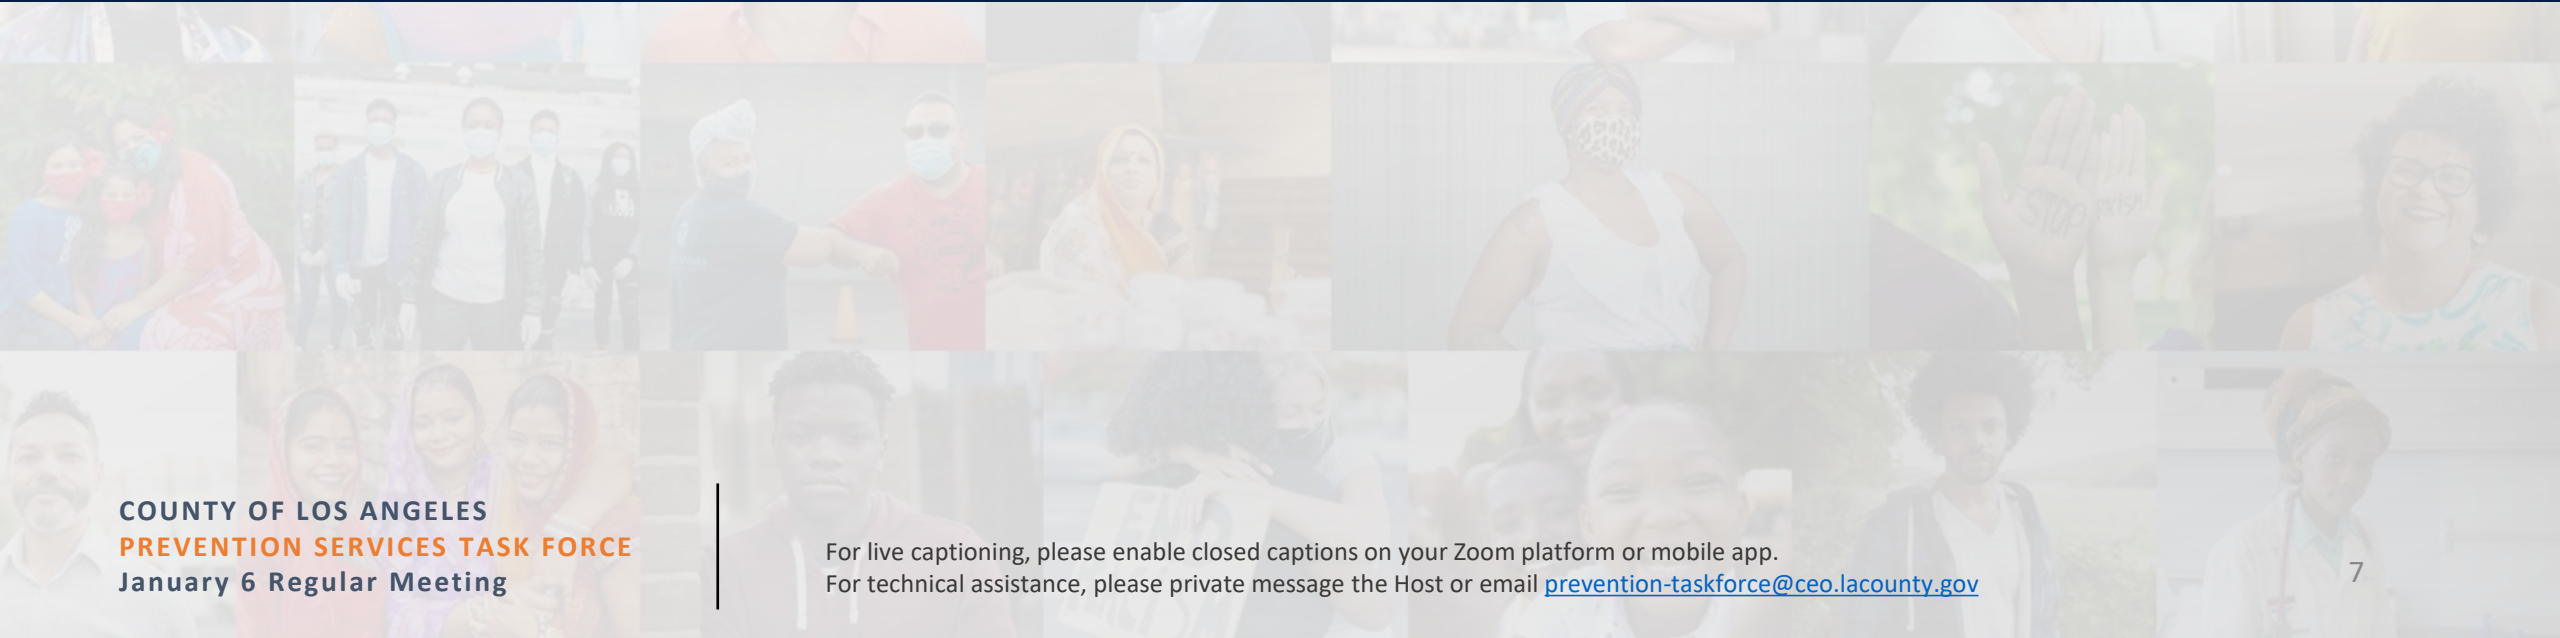 STOP
racism
COUNTY OF LOS ANGELES
PREVENTION SERVICES TASK FORCE
January 6 Regular Meeting
For live captioning, please enable closed captions on your Zoom platform or mobile app.
For technical assistance, please private message the Host or email prevention-taskforce@ceo.lacounty.gov
7